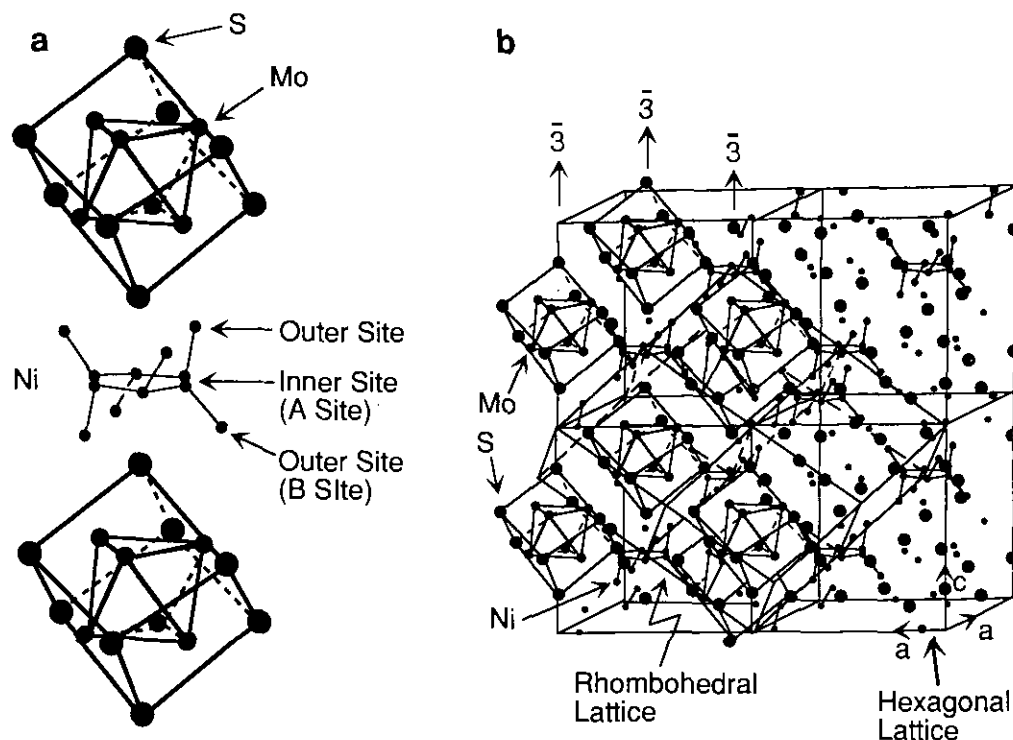 a
S
Mo
Ni
Outer Site
Inner Site
(A Site)
Outer Site
(B SIte)
b
3̄
3̄
3̄
Mo
S
Ni
Rhombohedral
Lattice
c
a
a
Hexagonal
Lattice